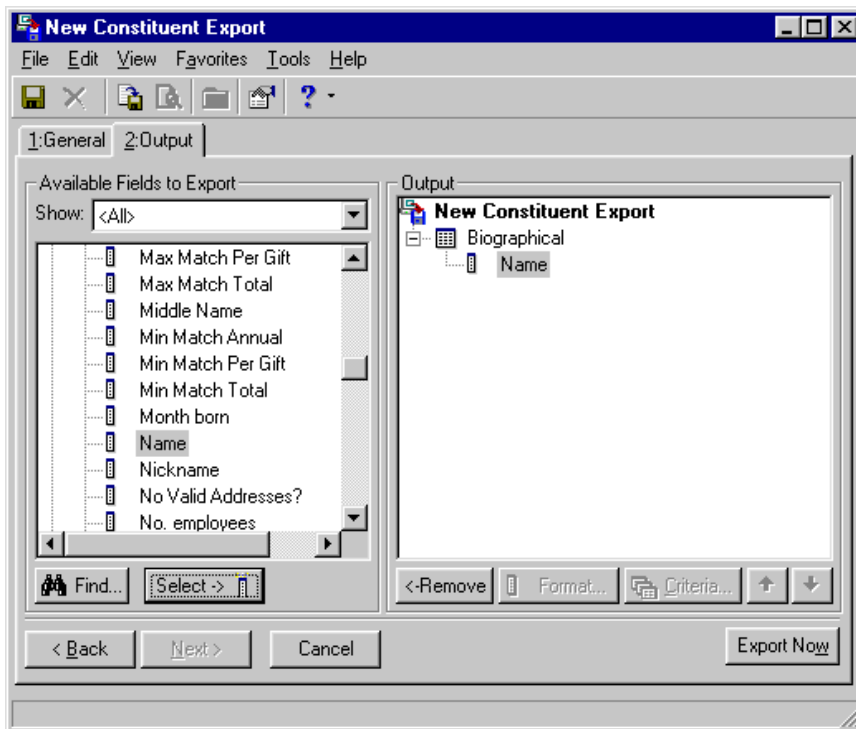 New Constituent Export
File Edit View Favorites Tools Help
?
1:General 2:Output
Available Fields to Export
Show: <All>
Max Match Per Gift
Max Match Total
Middle Name
Min Match Annual
Min Match Per Gift
Min Match Total
Month born
Name
Nickname
No Valid Addresses?
No. employees
Find... Select ->
Output
New Constituent Export
Biographical
Name
<-Remove Format... Criteria...
< Back Next > Cancel Export Now